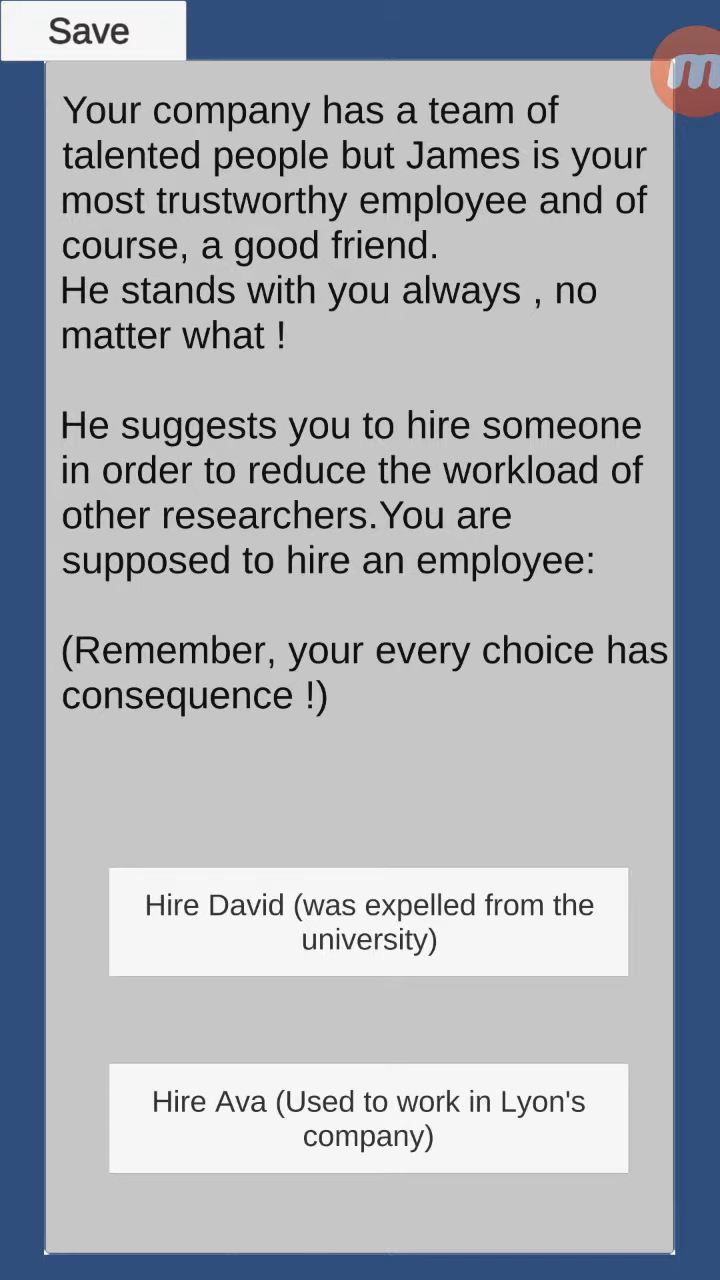 Save
Your company has a team of
talented people but James is your
most trustworthy employee and of
course, a good friend.
He stands with you always , no
matter what !
He suggests you to hire someone
in order to reduce the workload of
other researchers.You are
supposed to hire an employee:
(Remember, your every choice has
consequence !)
Hire David (was expelled from the
university)
Hire Ava (Used to work in Lyon's
company)